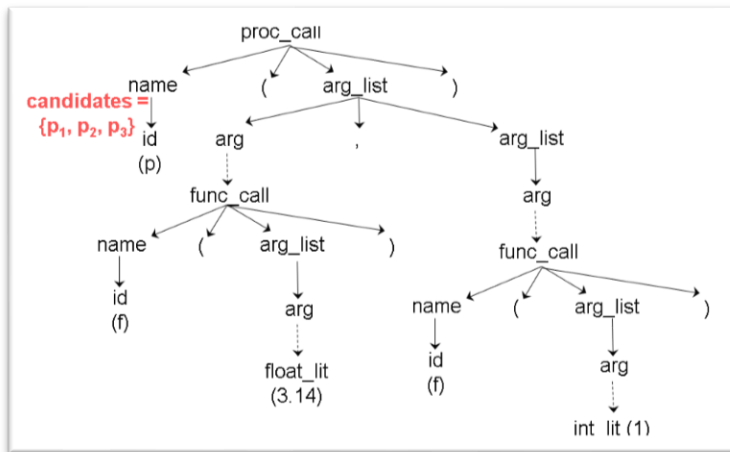 proc_call
name ( arg_list )
candidates =
{p₁, p₂, p₃}
id arg , arg_list
(p)
func_call arg
name ( arg_list ) func_call
id arg name ( arg_list )
(f)
float_lit id arg
(3.14) (f)
int_lit (1)